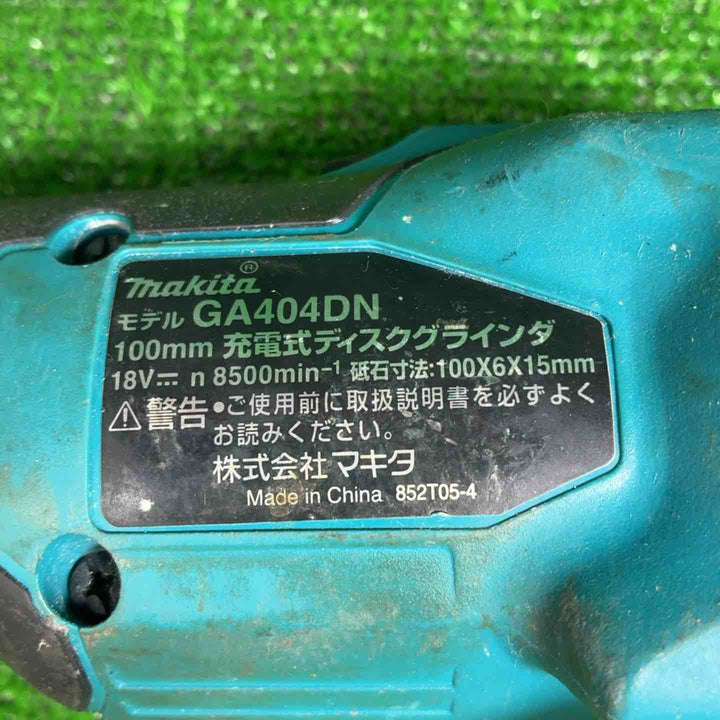 makita®
モデル GA404DN
100mm 充電式ディスクグラインダ
18V⎓ n 8500min⁻¹ 砥石寸法:100X6X15mm
⚠警告 ●ご使用前に取扱説明書を必ずよく
お読みください。
株式会社 マキタ
Made in China 852T05-4